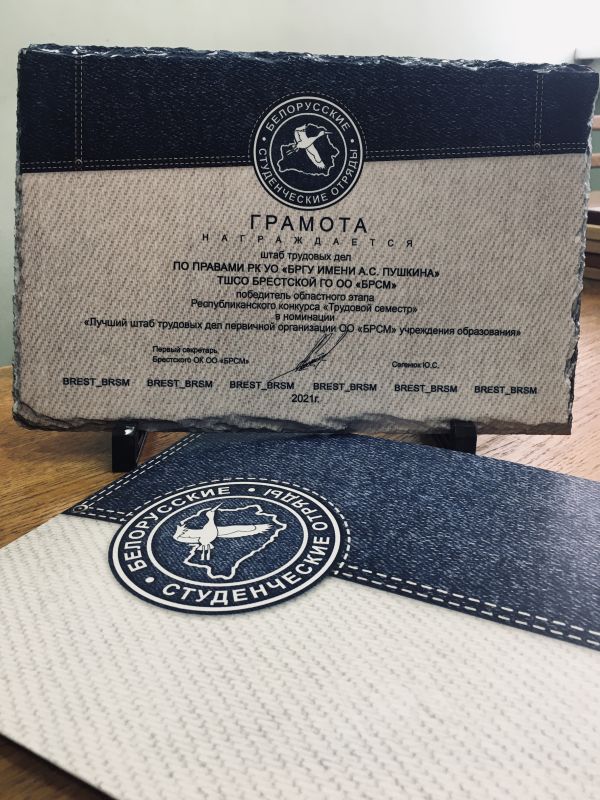 БЕЛОРУССКИЕ • СТУДЕНЧЕСКИЕ ОТРЯДЫ •
ГРАМОТА
НАГРАЖДАЕТСЯ
штаб трудовых дел
ПО ПРАВАМИ РК УО «БРГУ ИМЕНИ А.С. ПУШКИНА»
ТШСО БРЕСТСКОЙ ГО ОО «БРСМ»
победитель областного этапа
Республиканского конкурса «Трудовой семестр»
в номинации
«Лучший штаб трудовых дел первичной организации ОО «БРСМ» учреждения образования»
Первый секретарь
Брестского ОК ОО «БРСМ»
Селенюк Ю.С.
BREST_BRSM BREST_BRSM BREST_BRSM BREST_BRSM BREST_BRSM BREST_BRSM
2021г.
БЕЛОРУССКИЕ • СТУДЕНЧЕСКИЕ ОТРЯДЫ •